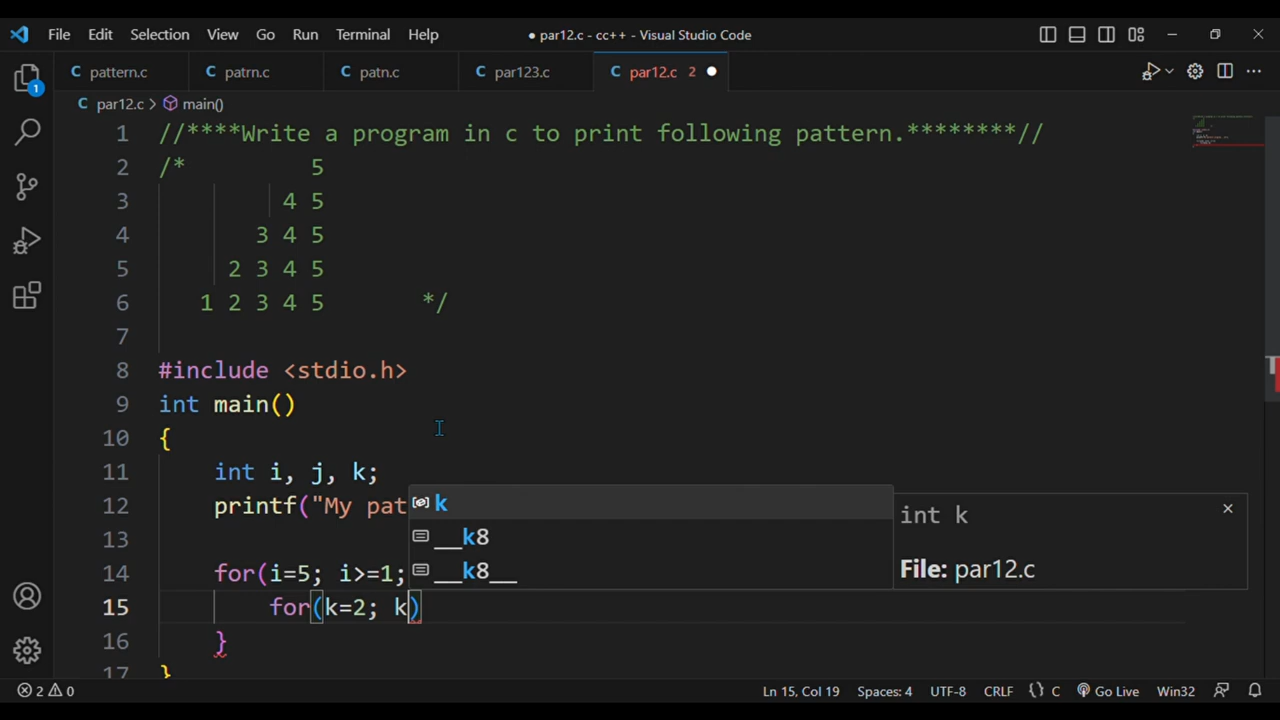 File Edit Selection View Go Run Terminal Help ● par12.c - cc++ - Visual Studio Code
C pattern.c C patrn.c C patn.c C par123.c C par12.c 2 ●
C par12.c > main()
1 //****Write a program in c to print following pattern.********//
2 /* 5
3 4 5
4 3 4 5
5 2 3 4 5
6 1 2 3 4 5 */
7
8 #include <stdio.h>
9 int main()
10 {
11 int i, j, k;
12 printf("My pat
k
int k
__k8
13
14 for(i=5; i>=1;
__k8__
File: par12.c
15 for(k=2; k)
16 }
17 }
1
2 0 Ln 15, Col 19 Spaces: 4 UTF-8 CRLF {} C Go Live Win32